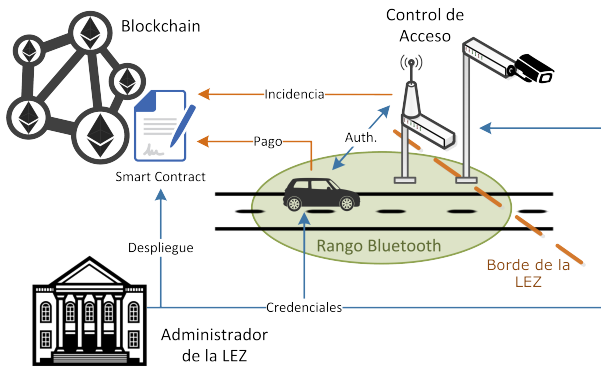 Blockchain
Control de
Acceso
Incidencia
Pago
Auth.
Smart Contract
Rango Bluetooth
Despliegue
Borde de la
LEZ
Credenciales
Administrador
de la LEZ